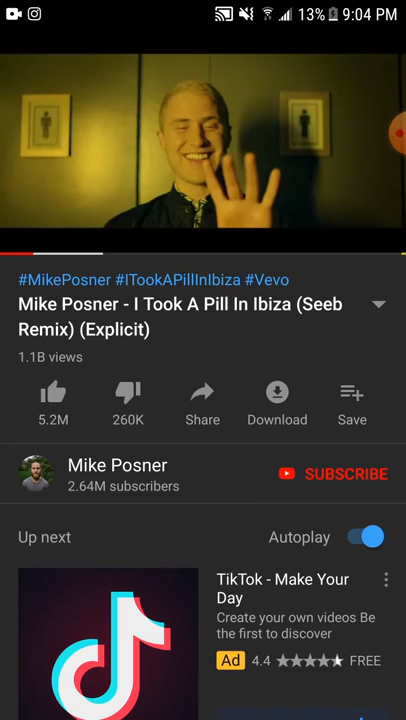 13% 9:04 PM
#MikePosner #ITookAPillInIbiza #Vevo
Mike Posner - I Took A Pill In Ibiza (Seeb
Remix) (Explicit)
1.1B views
5.2M 260K Share Download Save
Mike Posner
2.64M subscribers
SUBSCRIBE
Up next Autoplay
TikTok - Make Your
Day
Create your own videos Be
the first to discover
Ad 4.4 FREE